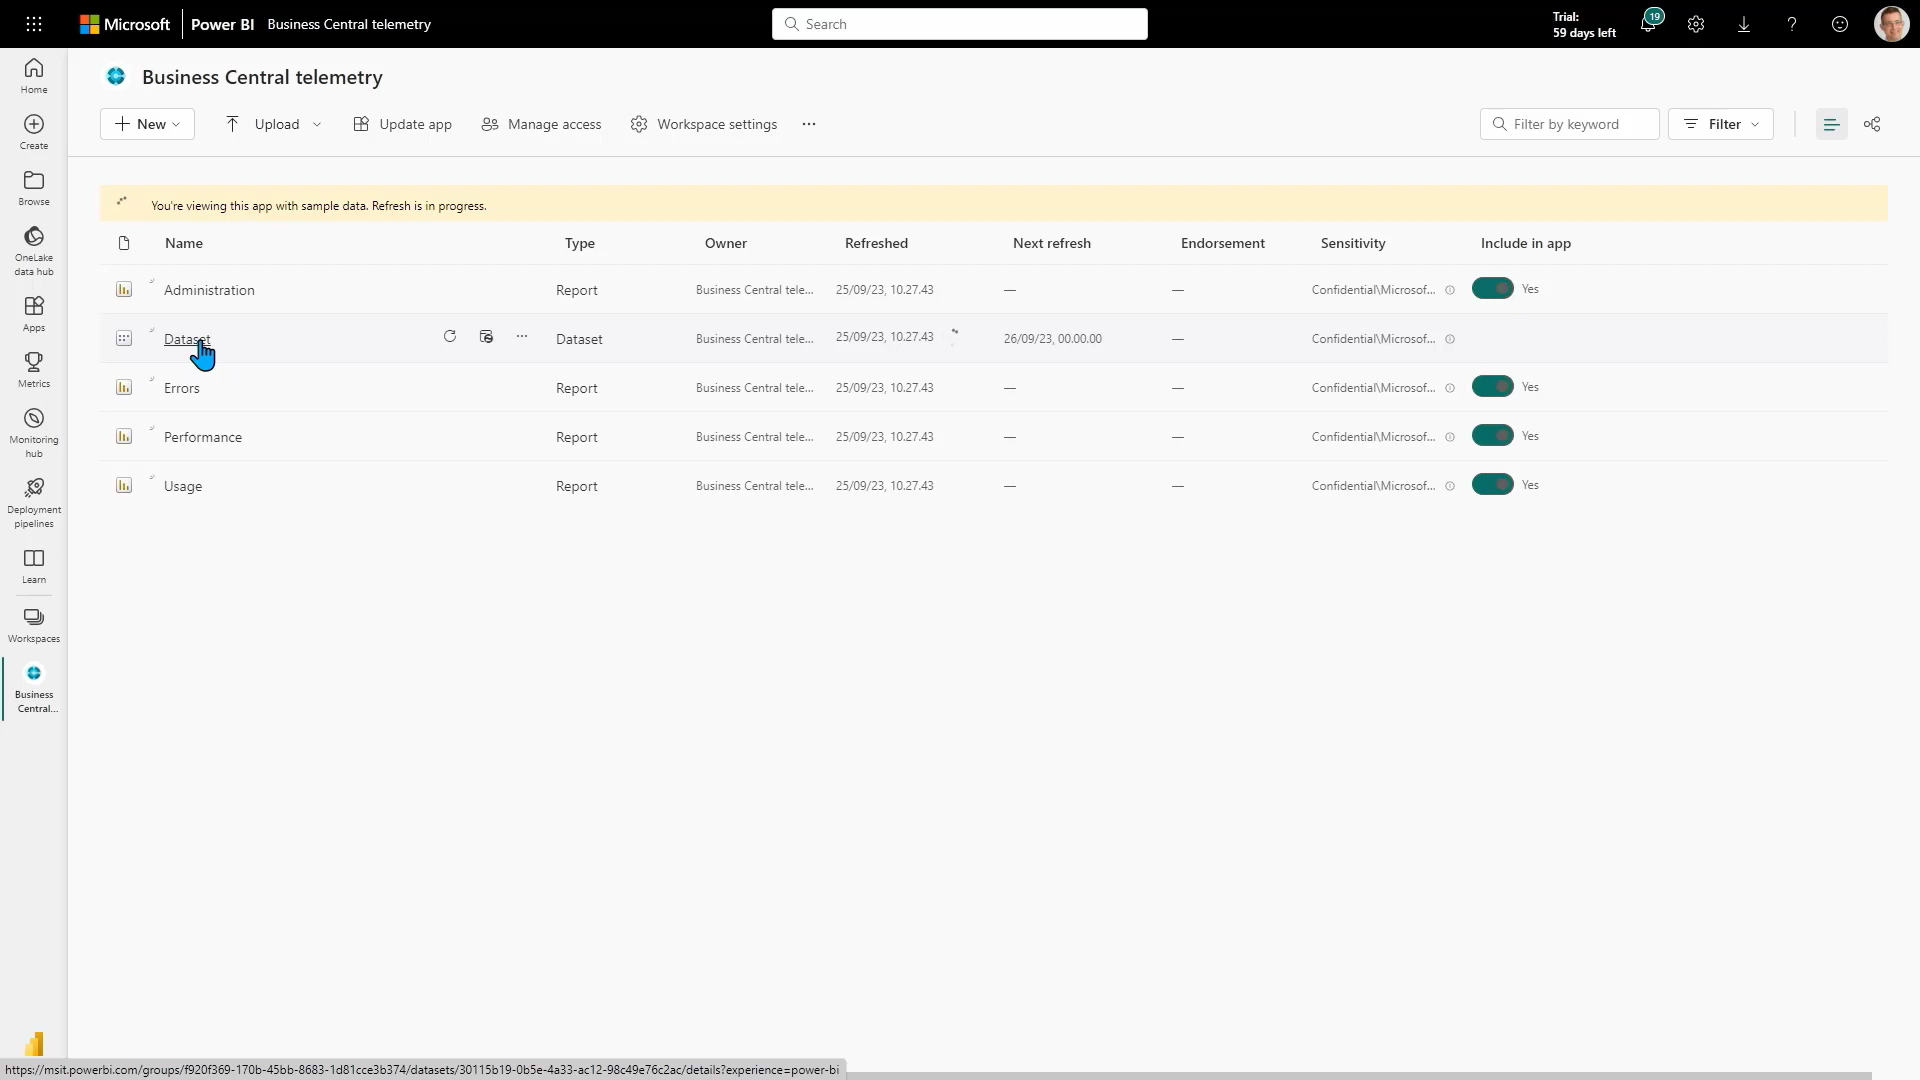 Microsoft Power BI Business Central telemetry
Search
Trial:
59 days left
19
Home
Create
Browse
OneLake
data hub
Apps
Metrics
Monitoring
hub
Deployment
pipelines
Learn
Workspaces
Business
Central...
Business Central telemetry
New Upload Update app Manage access Workspace settings ... Filter by keyword Filter
You're viewing this app with sample data. Refresh is in progress.
Name Type Owner Refreshed Next refresh Endorsement Sensitivity Include in app
Administration Report Business Central tele... 25/09/23, 10.27.43 — — Confidential\Microsof... Yes
Dataset ... Dataset Business Central tele... 25/09/23, 10.27.43 26/09/23, 00.00.00 — Confidential\Microsof...
Errors Report Business Central tele... 25/09/23, 10.27.43 — — Confidential\Microsof... Yes
Performance Report Business Central tele... 25/09/23, 10.27.43 — — Confidential\Microsof... Yes
Usage Report Business Central tele... 25/09/23, 10.27.43 — — Confidential\Microsof... Yes
https://msit.powerbi.com/groups/f920f369-170b-45bb-8683-1d81cce3b374/datasets/30115b19-0b5e-4a33-ac12-98c49e76c2ac/details?experience=power-bi